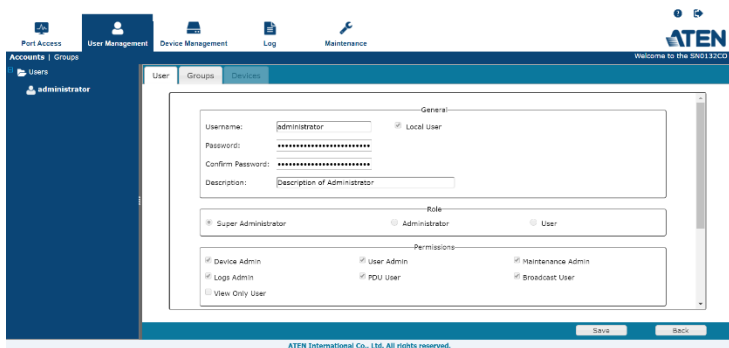 Port Access
User Management
Device Management
Log
Maintenance
ATEN
Accounts | Groups
Welcome to the SN0132CO
Users
administrator
User
Groups
Devices
General
Username:
administrator
Local User
Password:
Confirm Password:
Description:
Description of Administrator
Role
Super Administrator
Administrator
User
Permissions
Device Admin
User Admin
Maintenance Admin
Logs Admin
PDU User
Broadcast User
View Only User
Save
Back
ATEN International Co., Ltd. All rights reserved.